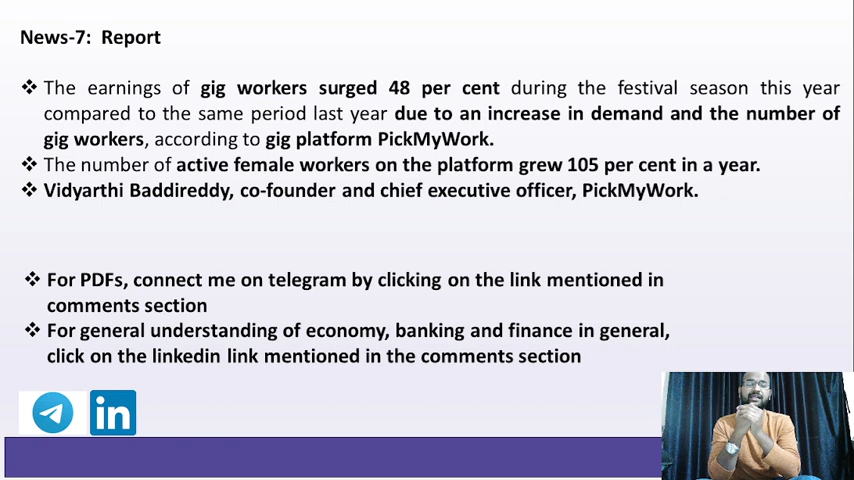 News-7: Report
❖ The earnings of gig workers surged 48 per cent during the festival season this year
compared to the same period last year due to an increase in demand and the number of
gig workers, according to gig platform PickMyWork.
❖ The number of active female workers on the platform grew 105 per cent in a year.
❖ Vidyarthi Baddireddy, co-founder and chief executive officer, PickMyWork.
❖ For PDFs, connect me on telegram by clicking on the link mentioned in
comments section
❖ For general understanding of economy, banking and finance in general,
click on the linkedin link mentioned in the comments section
in